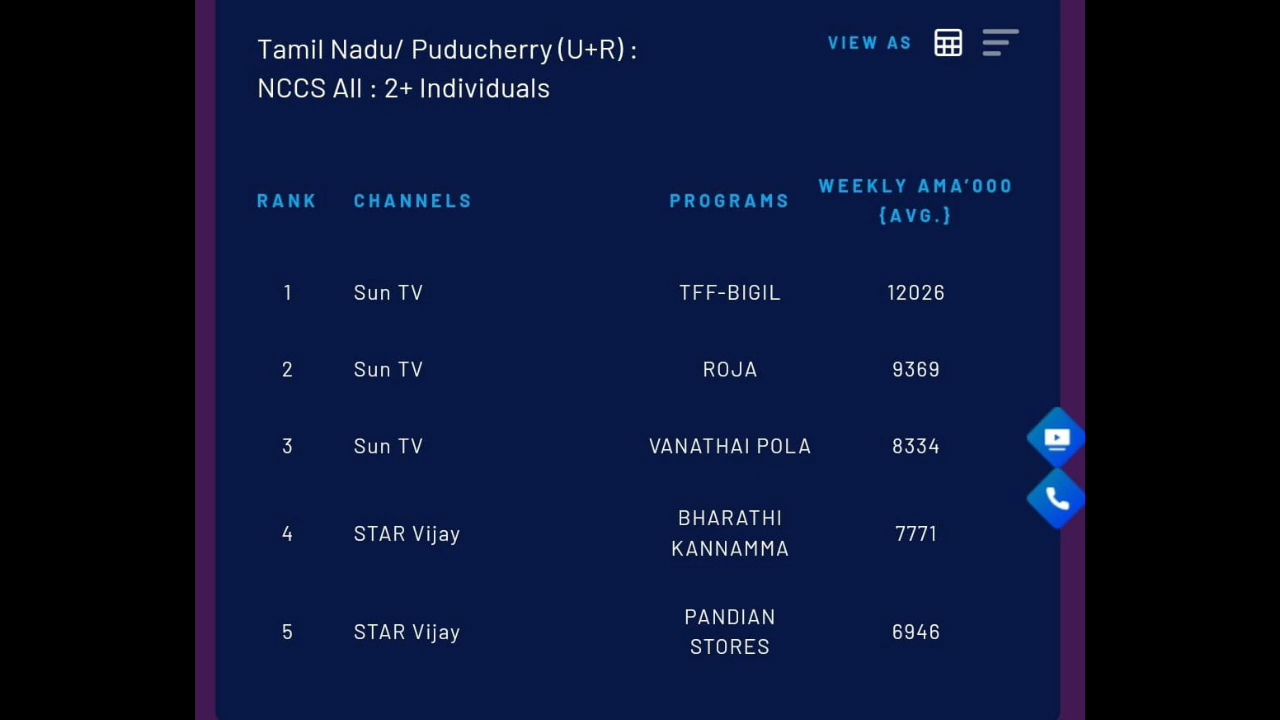 Tamil Nadu/ Puducherry (U+R) :
NCCS All : 2+ Individuals
VIEW AS
RANK CHANNELS PROGRAMS WEEKLY AMA’000 {AVG.}
1 Sun TV TFF-BIGIL 12026
2 Sun TV ROJA 9369
3 Sun TV VANATHAI POLA 8334
4 STAR Vijay BHARATHI KANNAMMA 7771
5 STAR Vijay PANDIAN STORES 6946